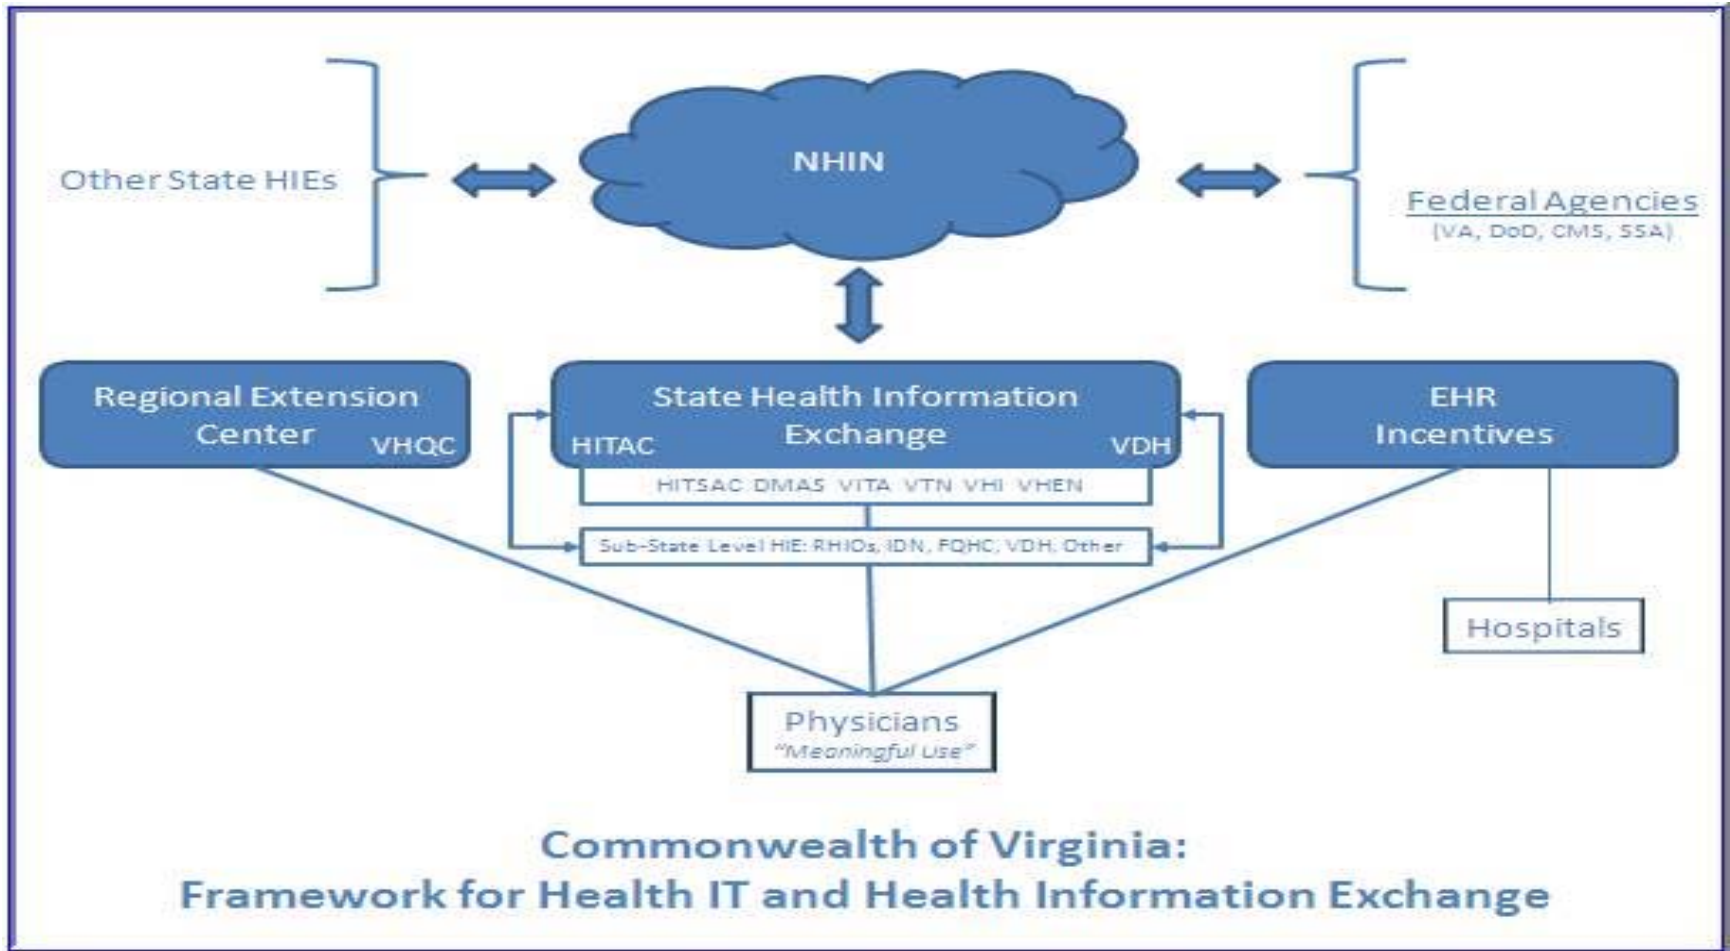 NHIN
Other State HIEs
Federal Agencies
(VA, DoD, CMS, SSA)
Regional Extension
Center
VHQC
State Health Information
Exchange
HITAC
VDH
EHR
Incentives
HITSAC DMAS VITA VTN VHI VHEN
Sub-State Level HIE: RHIOs, IDN, FQHC, VDH, Other
Hospitals
Physicians
“Meaningful Use”
Commonwealth of Virginia:
Framework for Health IT and Health Information Exchange